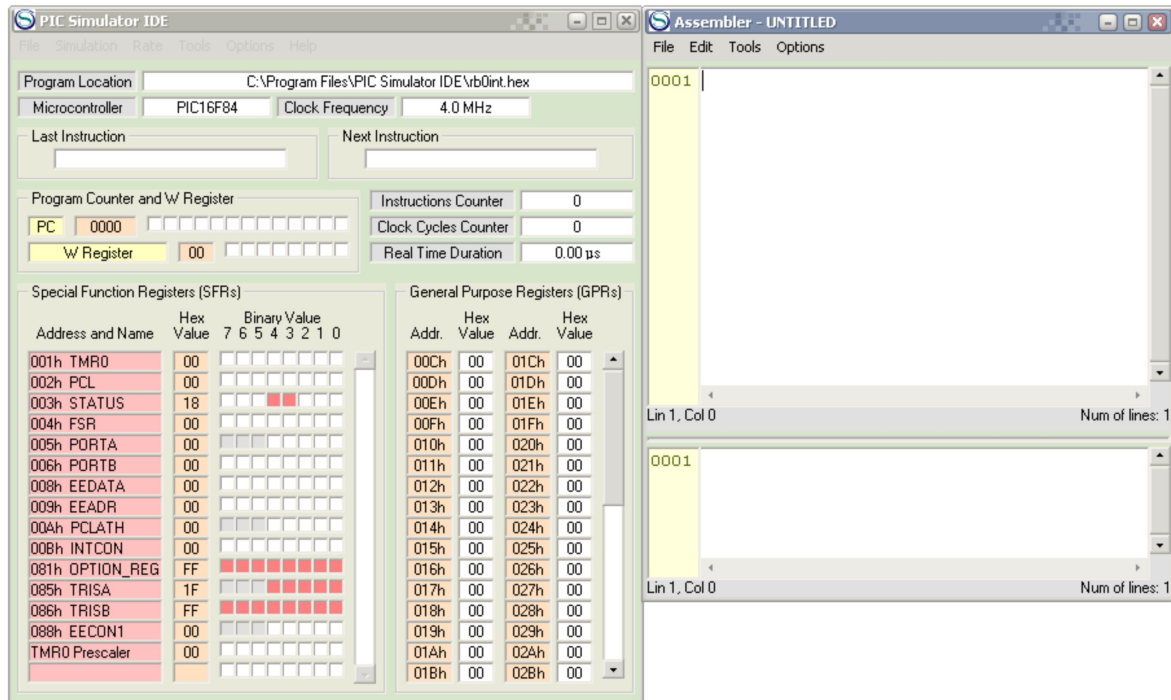 PIC Simulator IDE
File Simulation Rate Tools Options Help
Program Location C:\Program Files\PIC Simulator IDE\rb0int.hex
Microcontroller PIC16F84 Clock Frequency 4.0 MHz
Last Instruction Next Instruction
Program Counter and W Register
PC 0000
W Register 00
Instructions Counter 0
Clock Cycles Counter 0
Real Time Duration 0.00 µs
Special Function Registers (SFRs)
Hex Binary Value
Address and Name Value 7 6 5 4 3 2 1 0
001h TMR0 00
002h PCL 00
003h STATUS 18
004h FSR 00
005h PORTA 00
006h PORTB 00
008h EEDATA 00
009h EEADR 00
00Ah PCLATH 00
00Bh INTCON 00
081h OPTION_REG FF
085h TRISA 1F
086h TRISB FF
088h EECON1 00
TMR0 Prescaler 00
General Purpose Registers (GPRs)
Hex Hex
Addr. Value Addr. Value
00Ch 00 01Ch 00
00Dh 00 01Dh 00
00Eh 00 01Eh 00
00Fh 00 01Fh 00
010h 00 020h 00
011h 00 021h 00
012h 00 022h 00
013h 00 023h 00
014h 00 024h 00
015h 00 025h 00
016h 00 026h 00
017h 00 027h 00
018h 00 028h 00
019h 00 029h 00
01Ah 00 02Ah 00
01Bh 00 02Bh 00
Assembler - UNTITLED
File Edit Tools Options
0001
Lin 1, Col 0 Num of lines: 1
0001
Lin 1, Col 0 Num of lines: 1